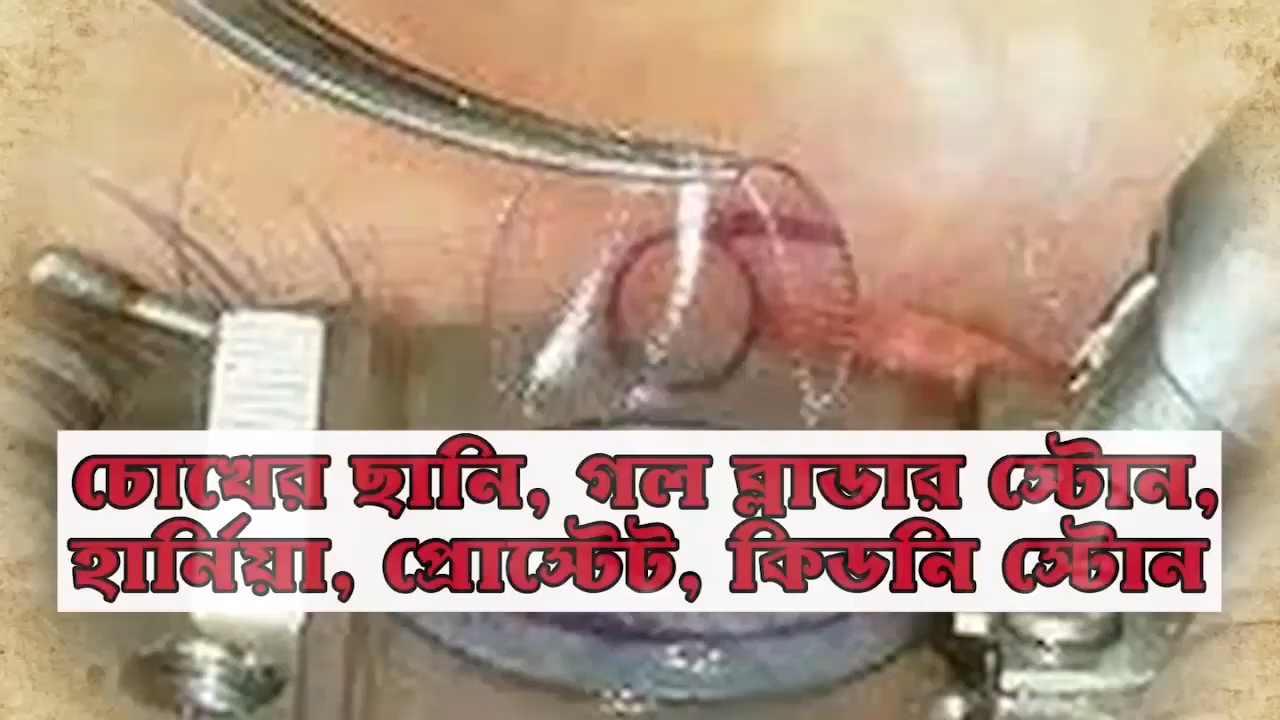 চোখের ছানি, গল ব্লাডার স্টোন,
হার্নিয়া, প্রোস্টেট, কিডনি স্টোন